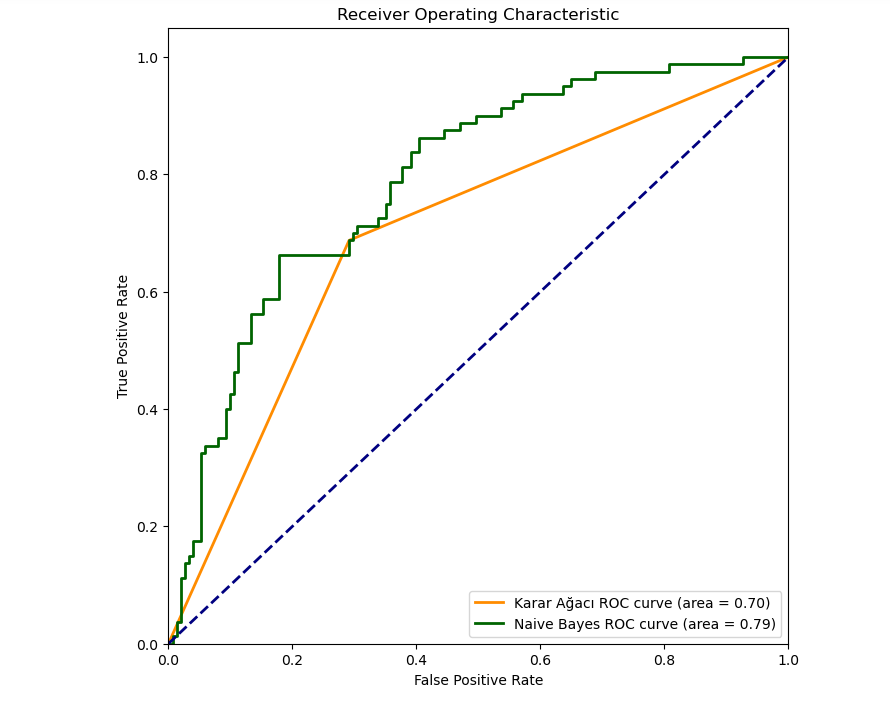 Receiver Operating Characteristic
True Positive Rate
1.0
0.8
0.6
0.4
0.2
0.0
Karar Ağacı ROC curve (area = 0.70)
Naive Bayes ROC curve (area = 0.79)
0.0 0.2 0.4 0.6 0.8 1.0
False Positive Rate